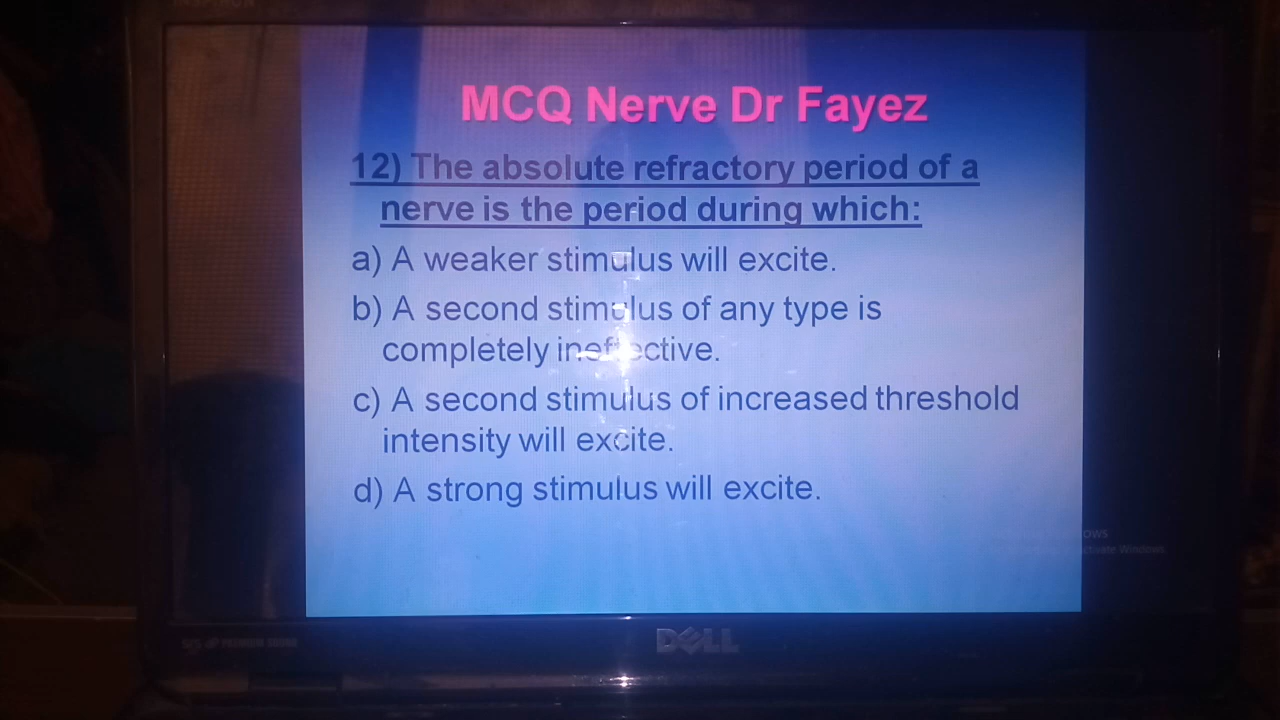 MCQ Nerve Dr Fayez
12) The absolute refractory period of a
nerve is the period during which:
a) A weaker stimulus will excite.
b) A second stimulus of any type is
completely ineffective.
c) A second stimulus of increased threshold
intensity will excite.
d) A strong stimulus will excite.
ctivate Windows
DELL